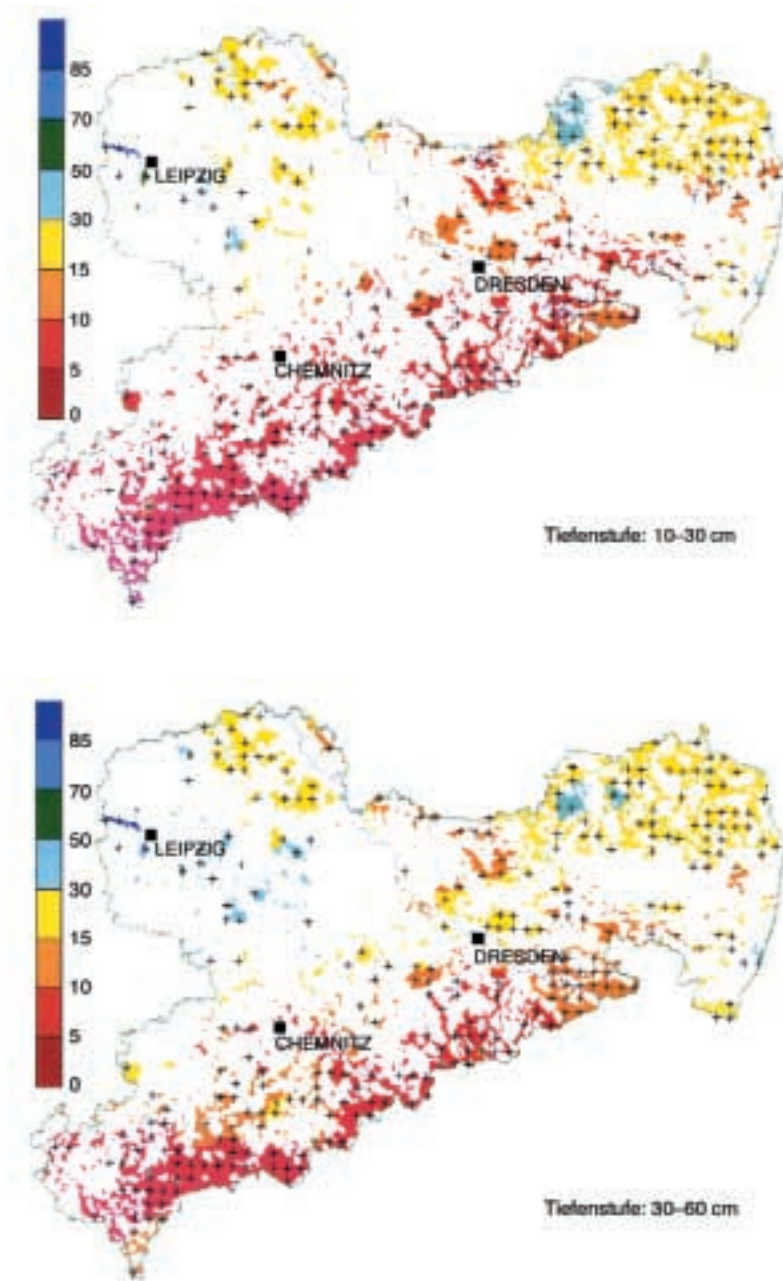 85
70
50
30
15
10
5
0
LEIPZIG
DRESDEN
CHEMNITZ
Tiefenstufe: 10–30 cm
85
70
50
30
15
10
5
0
LEIPZIG
DRESDEN
CHEMNITZ
Tiefenstufe: 30–60 cm